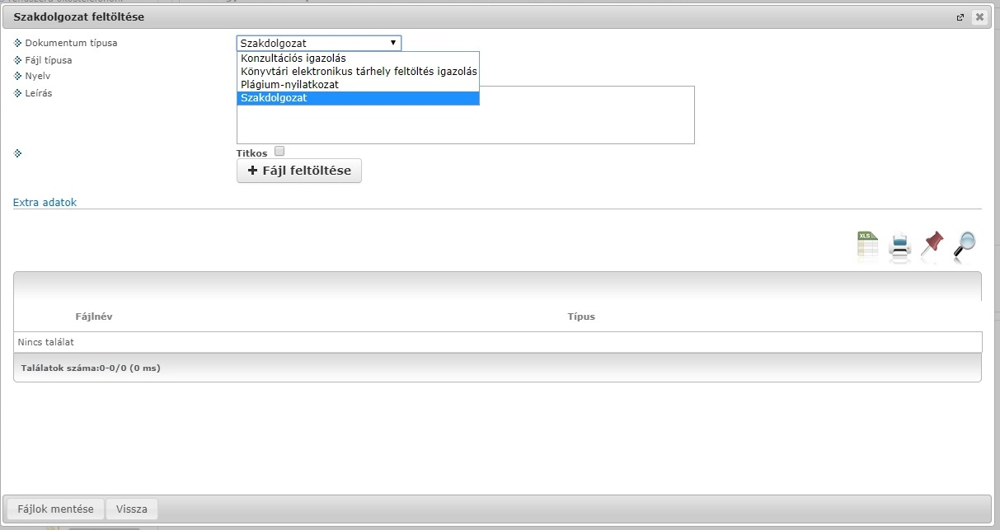 Szakdolgozat feltöltése
Dokumentum típusa
Szakdolgozat
Konzultációs igazolás
Könyvtári elektronikus tárhely feltöltés igazolás
Plágium-nyilatkozat
Szakdolgozat
Fájl típusa
Nyelv
Leírás
Titkos
+ Fájl feltöltése
Extra adatok
XLS
Fájlnév Típus
Nincs találat
Találatok száma:0-0/0 (0 ms)
Fájlok mentése Vissza